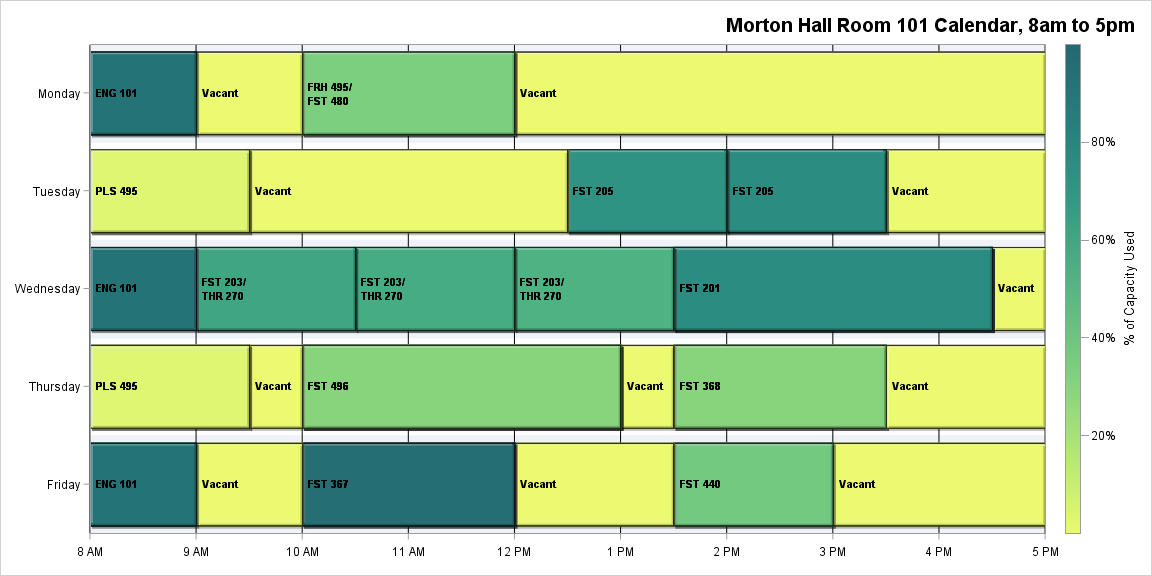 Morton Hall Room 101 Calendar, 8am to 5pm
Monday
ENG 101
Vacant
FRH 495/
FST 480
Vacant
Tuesday
PLS 495
Vacant
FST 205
FST 205
Vacant
Wednesday
ENG 101
FST 203/
THR 270
FST 203/
THR 270
FST 203/
THR 270
FST 201
Vacant
Thursday
PLS 495
Vacant
FST 496
Vacant
FST 368
Vacant
Friday
ENG 101
Vacant
FST 367
Vacant
FST 440
Vacant
8 AM
9 AM
10 AM
11 AM
12 PM
1 PM
2 PM
3 PM
4 PM
5 PM
80%
60%
40%
20%
% of Capacity Used